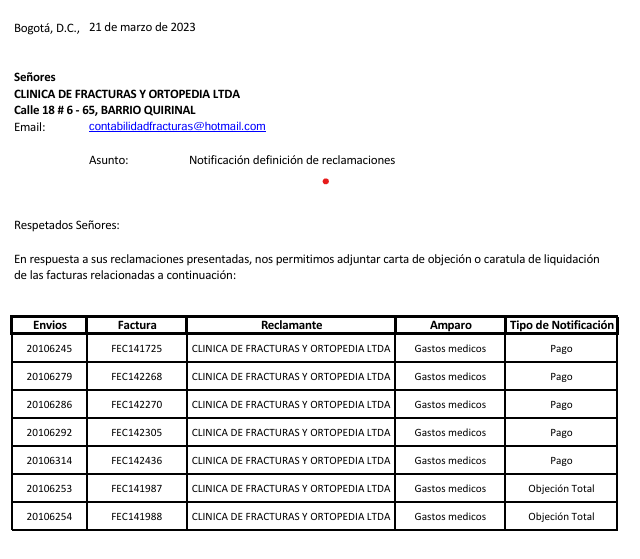 Bogotá, D.C., 21 de marzo de 2023
Señores
CLINICA DE FRACTURAS Y ORTOPEDIA LTDA
Calle 18 # 6 - 65, BARRIO QUIRINAL
Email: contabilidadfracturas@hotmail.com
Asunto: Notificación definición de reclamaciones
Respetados Señores:
En respuesta a sus reclamaciones presentadas, nos permitimos adjuntar carta de objeción o caratula de liquidación
de las facturas relacionadas a continuación:
Envios Factura Reclamante Amparo Tipo de Notificación
20106245 FEC141725 CLINICA DE FRACTURAS Y ORTOPEDIA LTDA Gastos medicos Pago
20106279 FEC142268 CLINICA DE FRACTURAS Y ORTOPEDIA LTDA Gastos medicos Pago
20106286 FEC142270 CLINICA DE FRACTURAS Y ORTOPEDIA LTDA Gastos medicos Pago
20106292 FEC142305 CLINICA DE FRACTURAS Y ORTOPEDIA LTDA Gastos medicos Pago
20106314 FEC142436 CLINICA DE FRACTURAS Y ORTOPEDIA LTDA Gastos medicos Pago
20106253 FEC141987 CLINICA DE FRACTURAS Y ORTOPEDIA LTDA Gastos medicos Objeción Total
20106254 FEC141988 CLINICA DE FRACTURAS Y ORTOPEDIA LTDA Gastos medicos Objeción Total